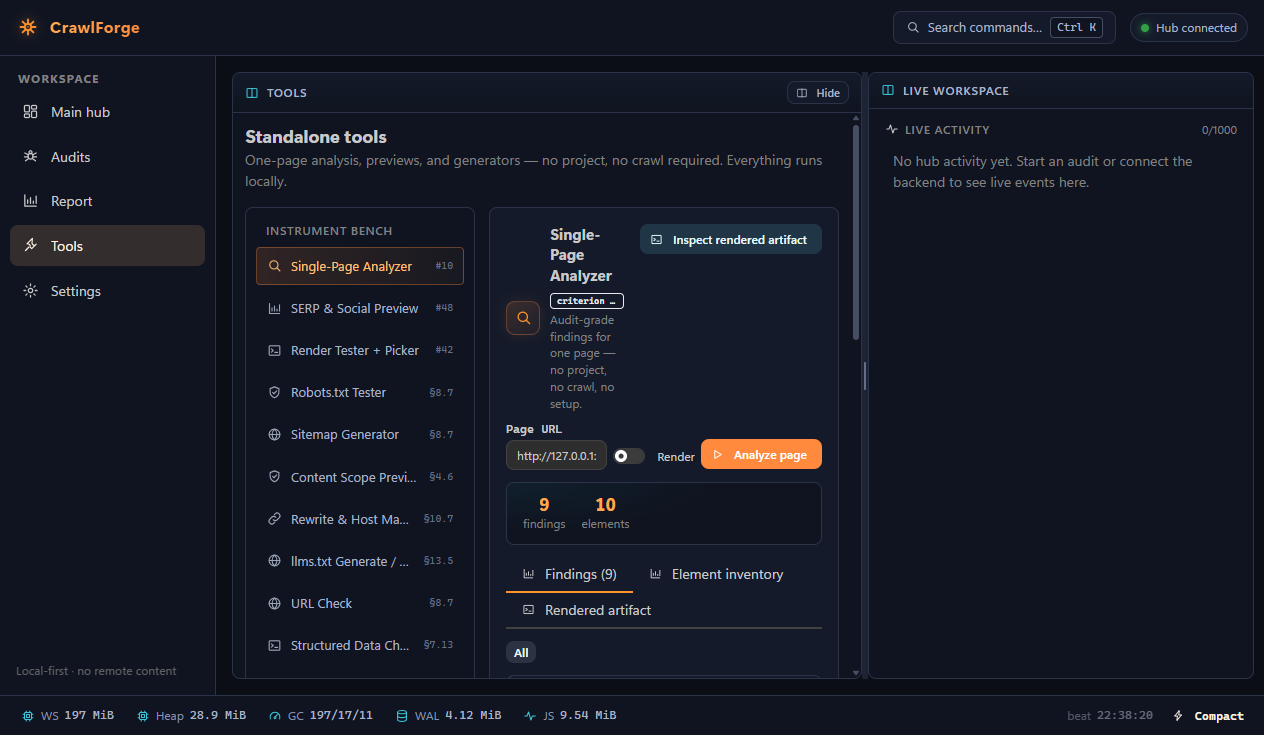 CrawlForge
Search commands... Ctrl K
Hub connected
WORKSPACE
Main hub
Audits
Report
Tools
Settings
Local-first · no remote content
TOOLS
Hide
Standalone tools
One-page analysis, previews, and generators — no project, no crawl required. Everything runs
locally.
INSTRUMENT BENCH
Single-Page Analyzer #10
SERP & Social Preview #48
Render Tester + Picker #42
Robots.txt Tester §8.7
Sitemap Generator §8.7
Content Scope Previ... §4.6
Rewrite & Host Ma... §10.7
llms.txt Generate / ... §13.5
URL Check §8.7
Structured Data Ch... §7.13
Single-
Page
Analyzer
criterion …
Audit-grade
findings for
one page —
no project,
no crawl, no
setup.
Inspect rendered artifact
Page URL
http://127.0.0.1:
Render
Analyze page
9
findings
10
elements
Findings (9)
Element inventory
Rendered artifact
All
LIVE WORKSPACE
LIVE ACTIVITY 0/1000
No hub activity yet. Start an audit or connect the
backend to see live events here.
WS 197 MiB
Heap 28.9 MiB
GC 197/17/11
WAL 4.12 MiB
JS 9.54 MiB
beat 22:38:20
Compact